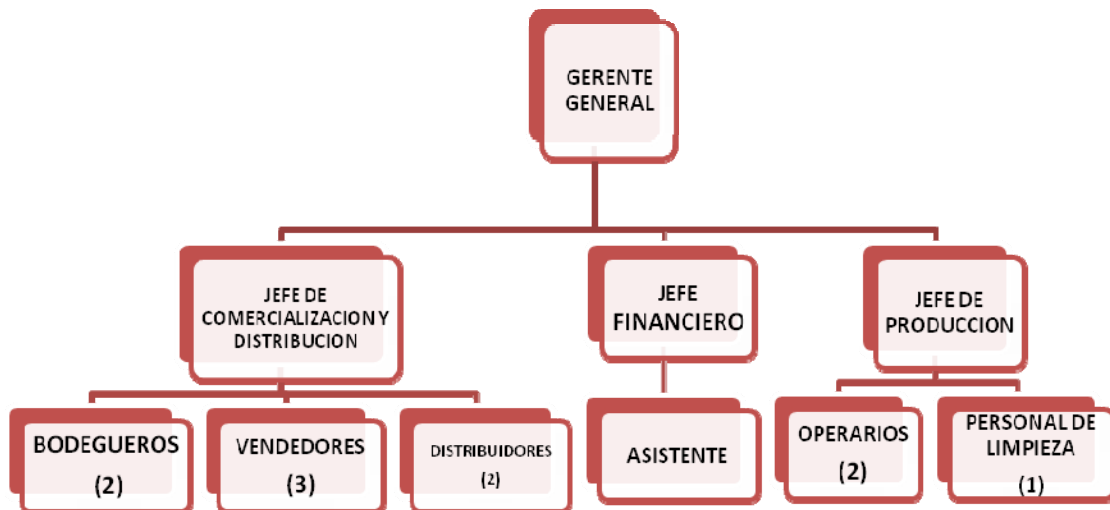 GERENTE
GENERAL
JEFE DE
COMERCIALIZACION Y
DISTRIBUCION
JEFE
FINANCIERO
JEFE DE
PRODUCCION
BODEGUEROS
(2)
VENDEDORES
(3)
DISTRIBUIDORES
(2)
ASISTENTE
OPERARIOS
(2)
PERSONAL DE
LIMPIEZA
(1)